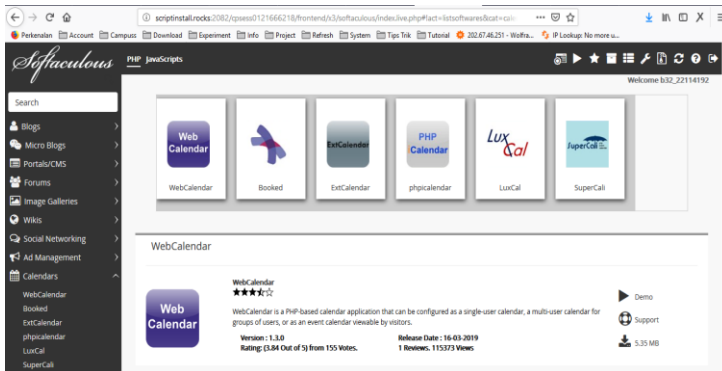 scriptinstall.rocks:2082/cpsess0121666218/frontend/x3/softaculous/index.live.php#act=listsoftwares&cat=cale
Perkenalan Account Campuss Download Experiment Info Project Refresh System Tips Trik Tutorial 202.67.46.251 - Wolfra... IP Lookup: No more u...
Softaculous
PHP JavaScripts
Welcome b32_22114192
Search
Blogs
Micro Blogs
Portals/CMS
Forums
Image Galleries
Wikis
Social Networking
Ad Management
Calendars
WebCalendar
Booked
ExtCalendar
phpicalendar
LuxCal
SuperCali
Web
Calendar
ExtCalendar
PHP
Calendar
Lux
Cal
SuperCali
WebCalendar
Booked
ExtCalendar
phpicalendar
LuxCal
SuperCali
WebCalendar
Web
Calendar
WebCalendar
WebCalendar is a PHP-based calendar application that can be configured as a single-user calendar, a multi-user calendar for
groups of users, or as an event calendar viewable by visitors.
Version : 1.3.0
Release Date : 16-03-2019
Rating: (3.84 Out of 5) from 155 Votes.
1 Reviews. 115373 Views
Demo
Support
5.35 MB